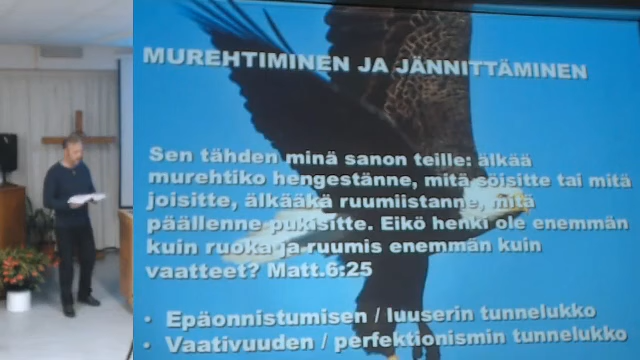 MUREHTIMINEN JA JÄNNITTÄMINEN
Sen tähden minä sanon teille: älkää
murehtiko hengestänne, mitä söisitte tai mitä
joisitte, älkääkä ruumiistanne, mitä
päällenne pukisitte. Eikö henki ole enemmän
kuin ruoka ja ruumis enemmän kuin
vaatteet? Matt.6:25
• Epäonnistumisen / luuserin tunnelukko
• Vaativuuden / perfektionismin tunnelukko